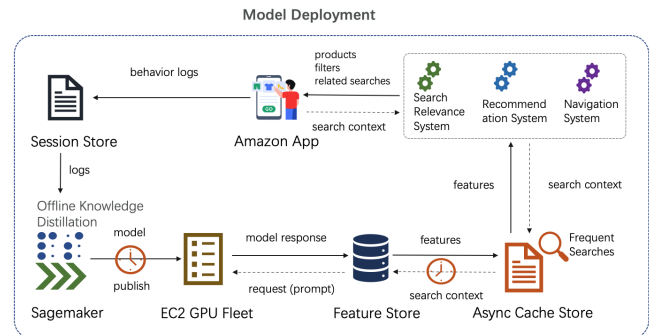 Model Deployment
products
filters
related searches
behavior logs
GO
search context
Search
Relevance
System
Recommend
ation System
Navigation
System
Session Store
Amazon App
logs
features
search context
Offline Knowledge
Distillation
model
publish
model response
request (prompt)
features
search context
Frequent
Searches
Sagemaker
EC2 GPU Fleet
Feature Store
Async Cache Store